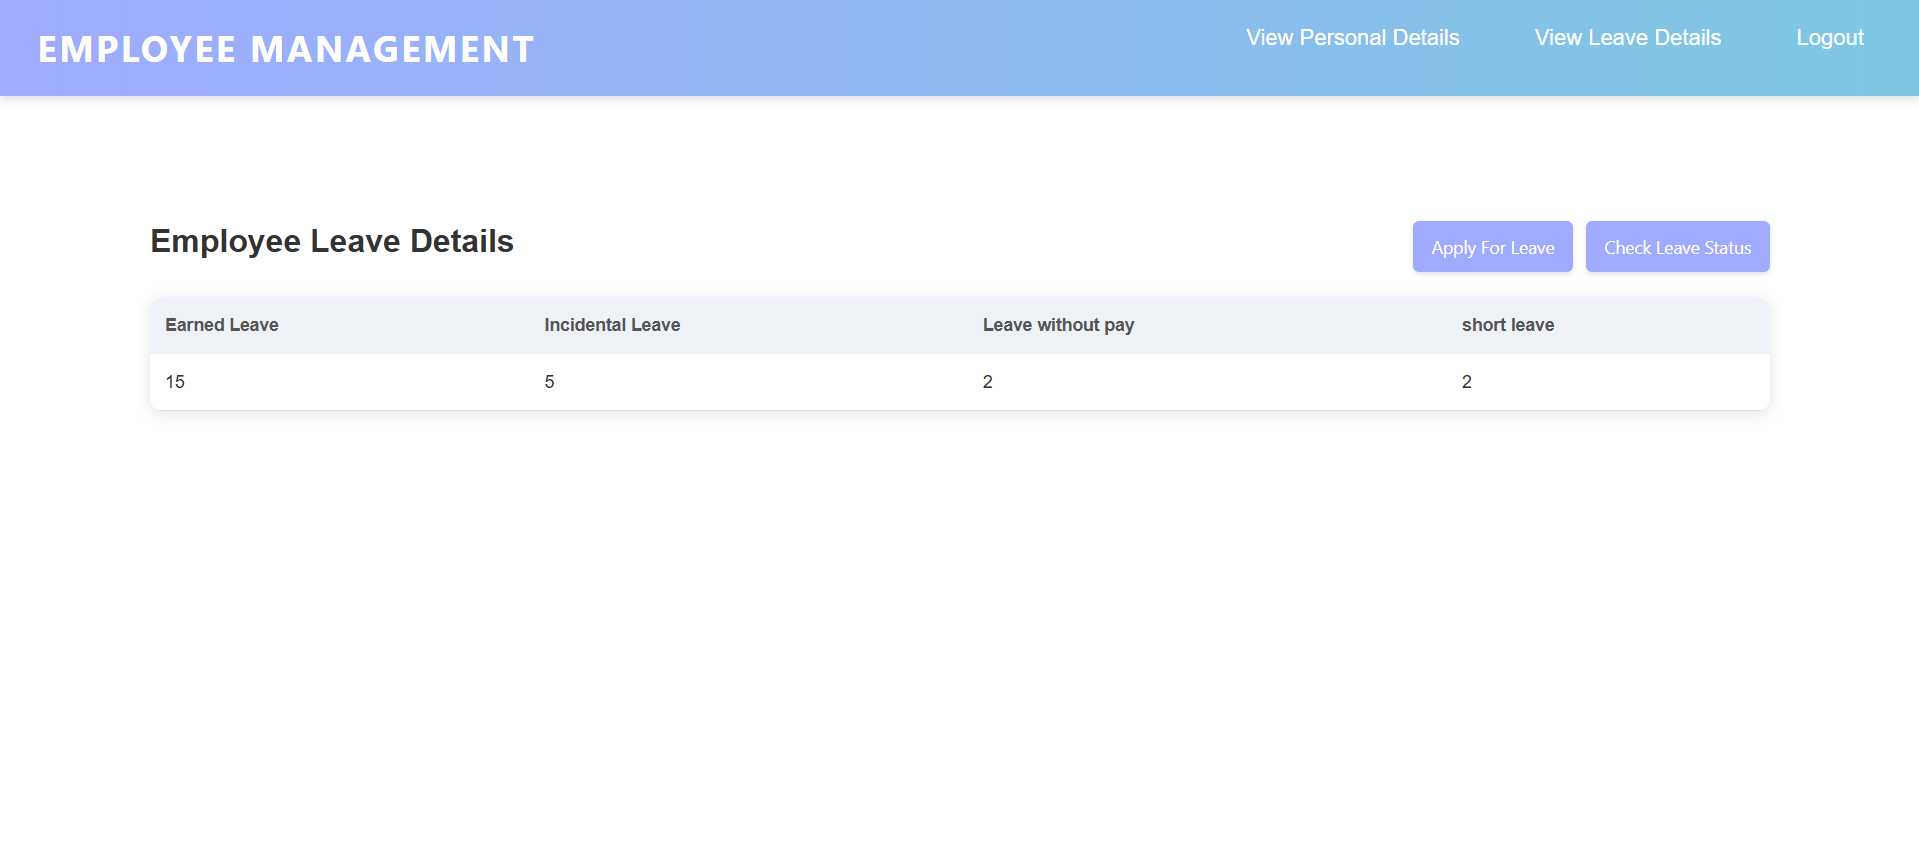 EMPLOYEE MANAGEMENT
View Personal Details
View Leave Details
Logout
Employee Leave Details
Apply For Leave
Check Leave Status
Earned Leave Incidental Leave Leave without pay short leave
15 5 2 2